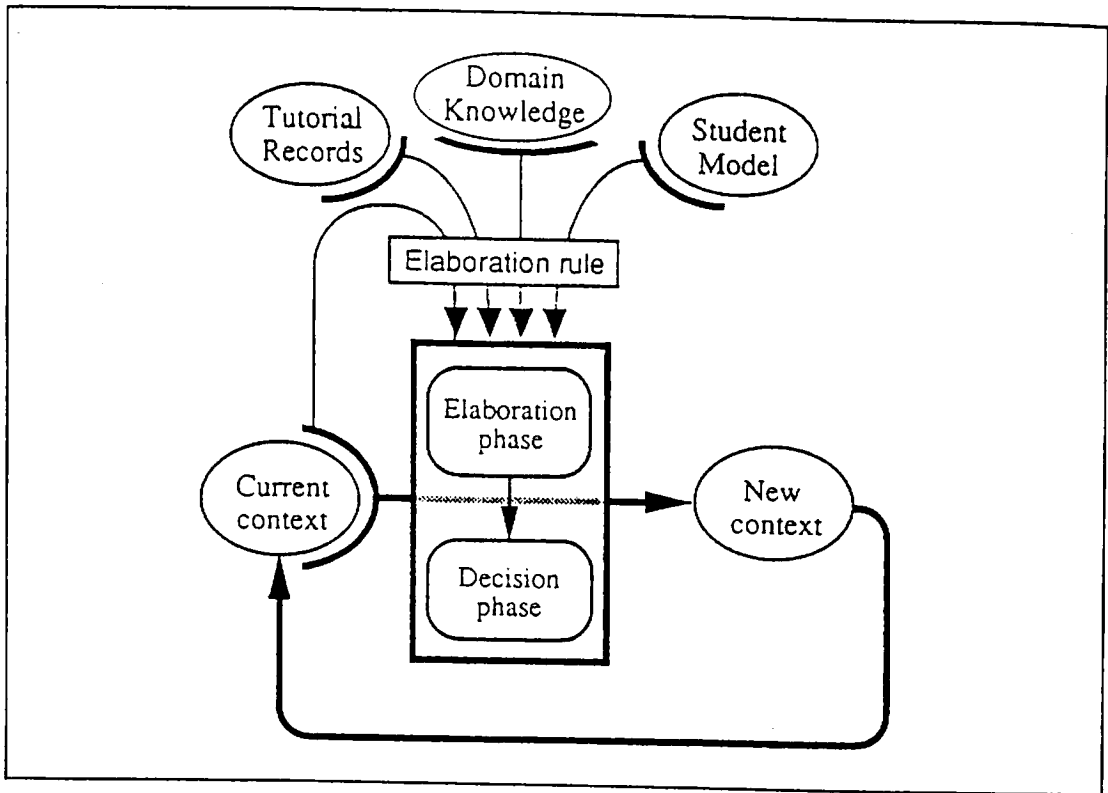 Domain
Knowledge
Tutorial
Records
Student
Model
Elaboration rule
Elaboration
phase
Current
context
New
context
Decision
phase